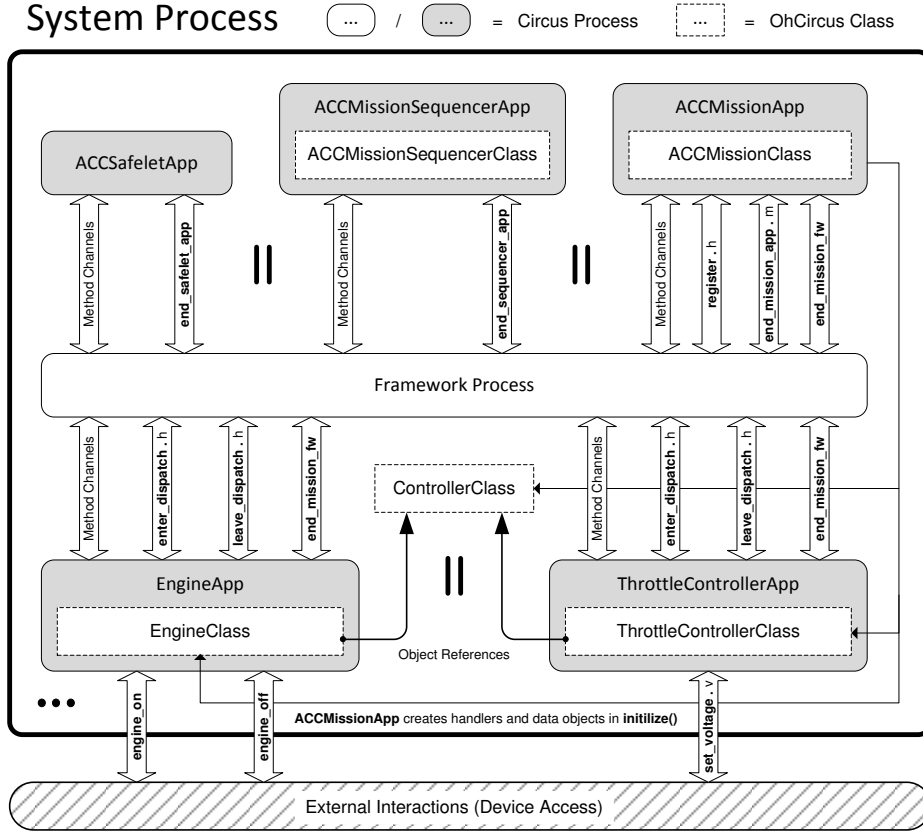 System Process
... / ... = Circus Process
... = OhCircus Class
ACCSafeletApp
ACCMissionSequencerApp
ACCMissionSequencerClass
ACCMissionApp
ACCMissionClass
Method Channels
end_safelet_app
||
Method Channels
end_sequencer_app
||
Method Channels
register . h
end_mission_app . m
end_mission_fw
Framework Process
Method Channels
enter_dispatch . h
leave_dispatch . h
end_mission_fw
ControllerClass
Method Channels
enter_dispatch . h
leave_dispatch . h
end_mission_fw
EngineApp
EngineClass
||
Object References
ThrottleControllerApp
ThrottleControllerClass
...
engine_on
engine_off
ACCMissionApp creates handlers and data objects in initilize()
set_voltage . v
External Interactions (Device Access)